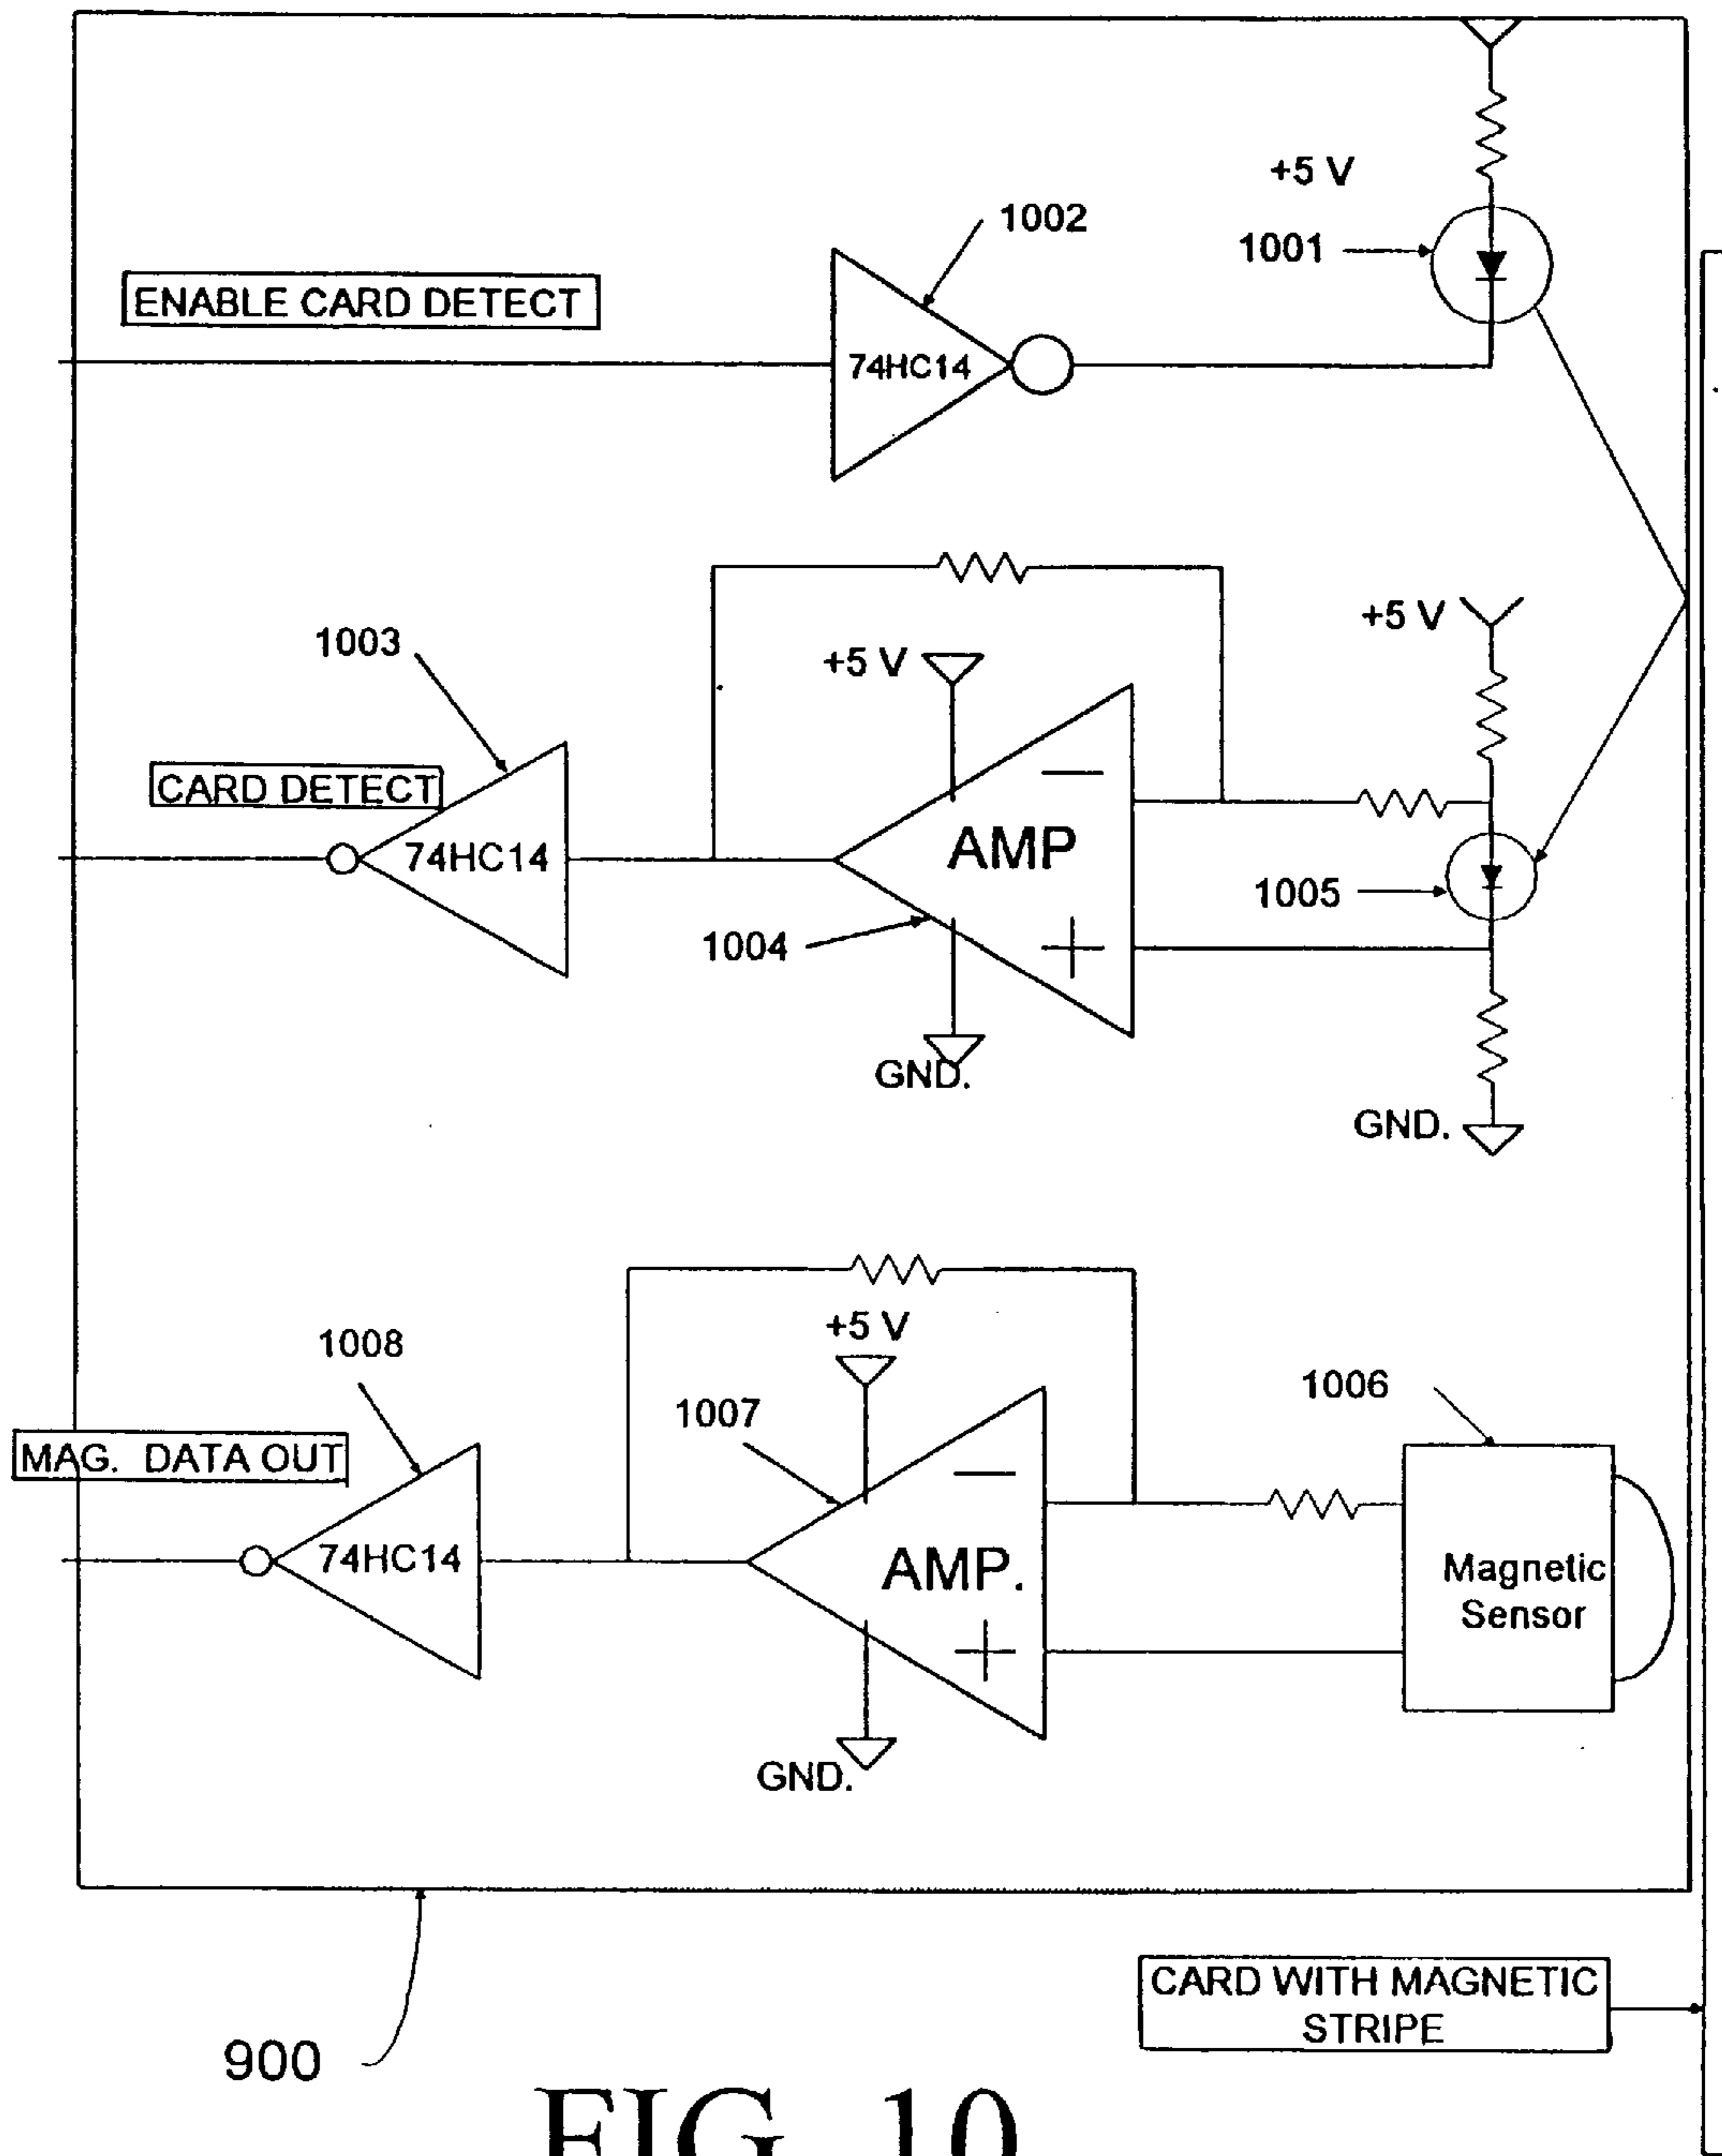 +5 V
1002
1001
ENABLE CARD DETECT
74HC14
+5 V
1003
+5 V
CARD DETECT
74HC14
AMP
1005
1004
GND.
GND.
+5 V
1008
1006
1007
MAG. DATA OUT
74HC14
AMP.
Magnetic
Sensor
GND.
CARD WITH MAGNETIC
STRIPE
900
FIG. 10